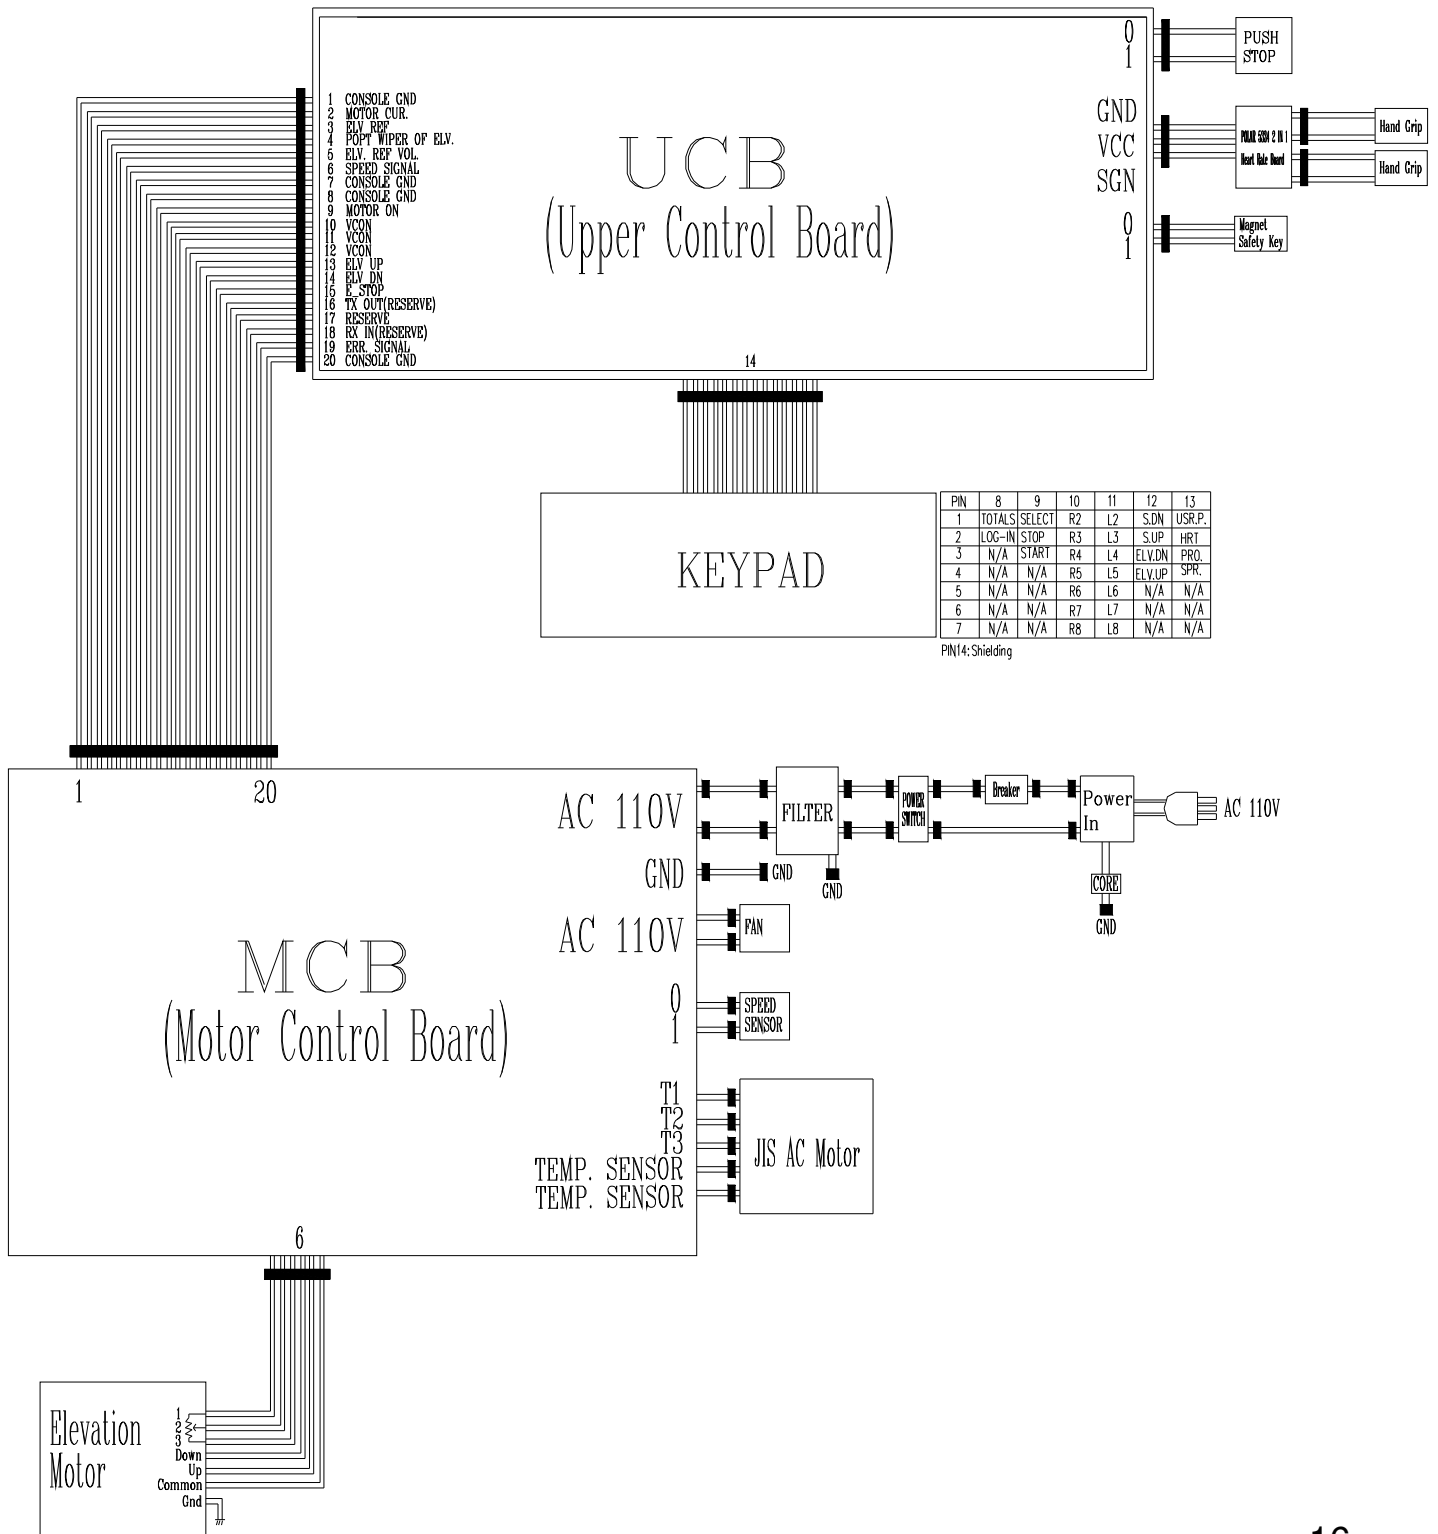 0
1
PUSH
STOP
1 CONSOLE GND
2 MOTOR CUR.
3 ELV REF
4 POPT WIPER OF ELV.
5 ELV. REF VOL.
6 SPEED SIGNAL
7 CONSOLE GND
8 CONSOLE GND
9 MOTOR ON
10 VCON
11 VCON
12 VCON
13 ELV UP
14 ELV DN
15 E_STOP
16 TX OUT(RESERVE)
17 RESERVE
18 RX IN(RESERVE)
19 ERR. SIGNAL
20 CONSOLE GND
UCB
(Upper Control Board)
GND
VCC
SGN
2 IN 1
Heart Rate Board
Hand Grip
Hand Grip
0
1
Magnet
Safety Key
14
KEYPAD
PIN 8 9 10 11 12 13
1 TOTALS SELECT R2 L2 S.DN USR.P.
2 LOG-IN STOP R3 L3 S.UP HRT
3 N/A START R4 L4 ELV.DN PRO.
4 N/A N/A R5 L5 ELV.UP SPR.
5 N/A N/A R6 L6 N/A N/A
6 N/A N/A R7 L7 N/A N/A
7 N/A N/A R8 L8 N/A N/A
PIN14:Shielding
1
20
AC 110V
FILTER
POWER
SWITCH
Breaker
Power
In
AC 110V
GND
GND
GND
CORE
GND
AC 110V
FAN
MCB
(Motor Control Board)
0
1
SPEED
SENSOR
T1
T2
T3
TEMP. SENSOR
TEMP. SENSOR
JIS AC Motor
6
Elevation
Motor
1
2
3
Down
Up
Common
Gnd